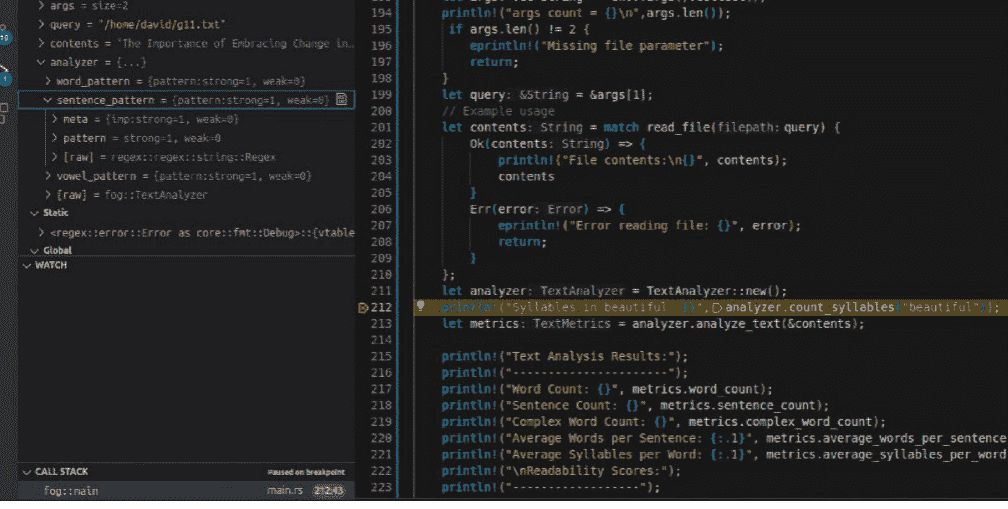 args = size=2
query = "/home/david/g11.txt"
contents = "The Importance of Embracing Change in…
analyzer = {...}
word_pattern = {pattern:strong=1, weak=0}
sentence_pattern = {pattern:strong=1, weak=0}
meta = {imp:strong=1, weak=0}
pattern = strong=1, weak=0
[raw] = regex::regex::string::Regex
vowel_pattern = {pattern:strong=1, weak=0}
[raw] = fog::TextAnalyzer
Static
<regex::error::Error as core::fmt::Debug>::{vtable
Global
WATCH
CALL STACK Paused on breakpoint
fog::main main.rs 212:43
194 println!("args count = {}\n",args.len());
195 if args.len() != 2 {
196 eprintln!("Missing file parameter");
197 return;
198 }
199 let query: &String = &args[1];
200 // Example usage
201 let contents: String = match read_file(filepath: query) {
202 Ok(contents: String) => {
203 println!("File contents:\n{}", contents);
204 contents
205 }
206 Err(error: Error) => {
207 eprintln!("Error reading file: {}", error);
208 return;
209 }
210 };
211 let analyzer: TextAnalyzer = TextAnalyzer::new();
212 println!("Syllables in beautiful {}", analyzer.count_syllables("beautiful"));
213 let metrics: TextMetrics = analyzer.analyze_text(&contents);
214
215 println!("Text Analysis Results:");
216 println!("---------------------");
217 println!("Word Count: {}", metrics.word_count);
218 println!("Sentence Count: {}", metrics.sentence_count);
219 println!("Complex Word Count: {}", metrics.complex_word_count);
220 println!("Average Words per Sentence: {:.1}", metrics.average_words_per_sentence
221 println!("Average Syllables per Word: {:.1}", metrics.average_syllables_per_word
222 println!("\nReadability Scores:");
223 println!("------------------");